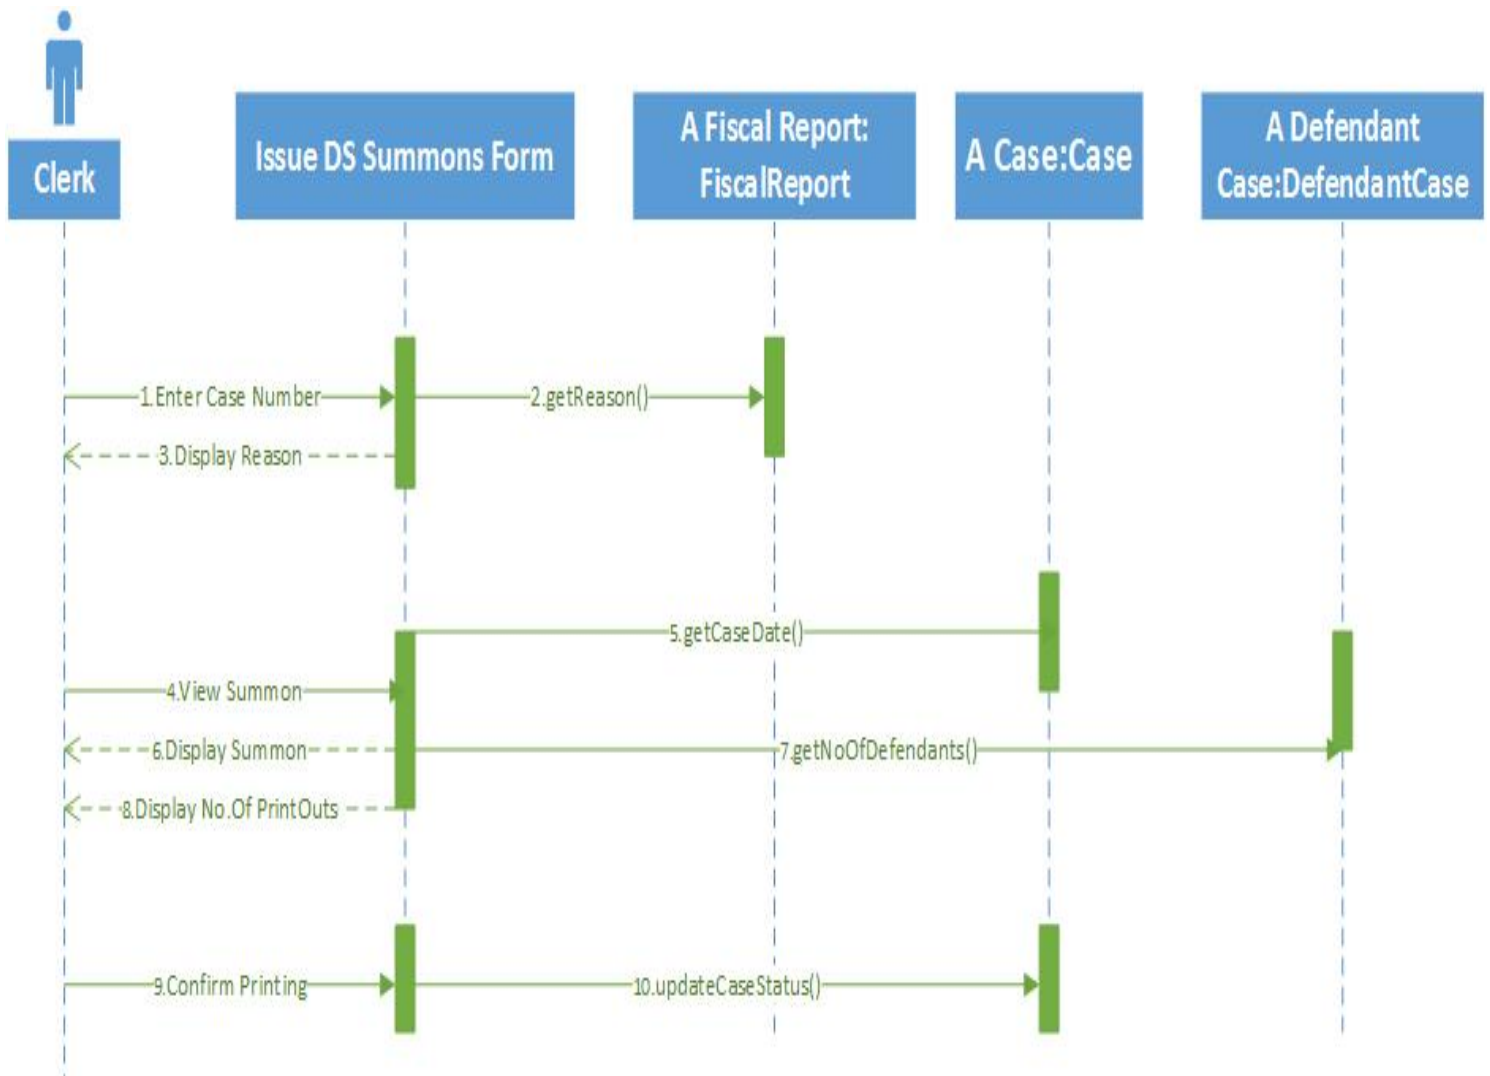 Clerk
Issue DS Summons Form
A Fiscal Report:
FiscalReport
A Case:Case
A Defendant
Case:DefendantCase
1.Enter Case Number
2.getReason()
3.Display Reason
5.getCaseDate()
4.View Summon
6.Display Summon
7.getNoOfDefendants()
8.Display No.Of PrintOuts
9.Confirm Printing
10.updateCaseStatus()